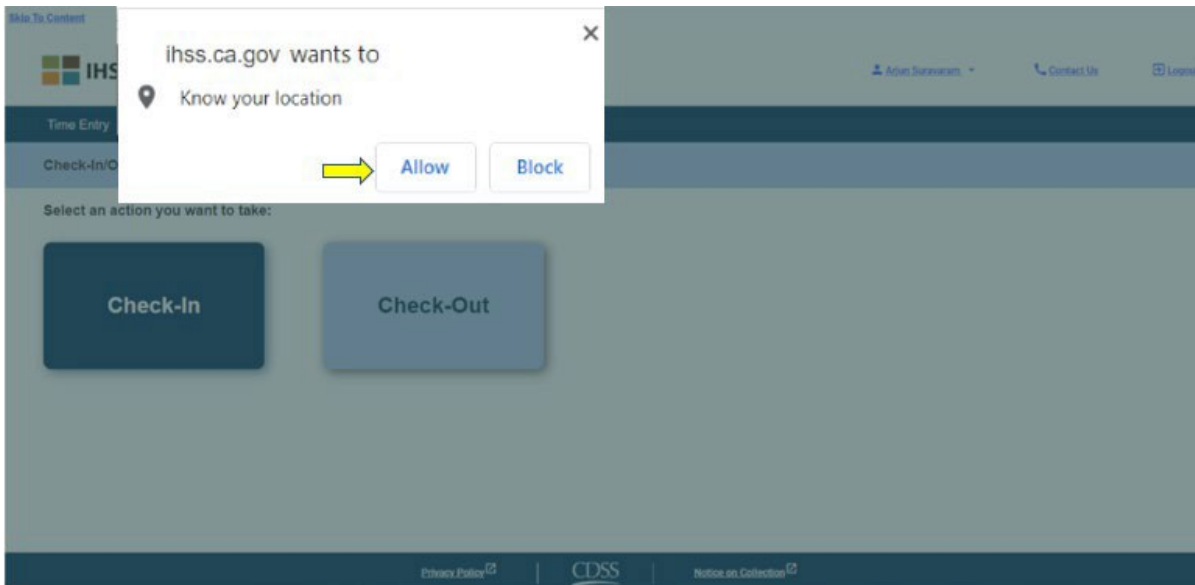 Skip To Content
ihss.ca.gov wants to
Know your location
Allow Block
IHS
Contact Us
Time Entry
Check-In/O
Select an action you want to take:
Check-In
Check-Out
Privacy Policy
CDSS
Notice on Collection